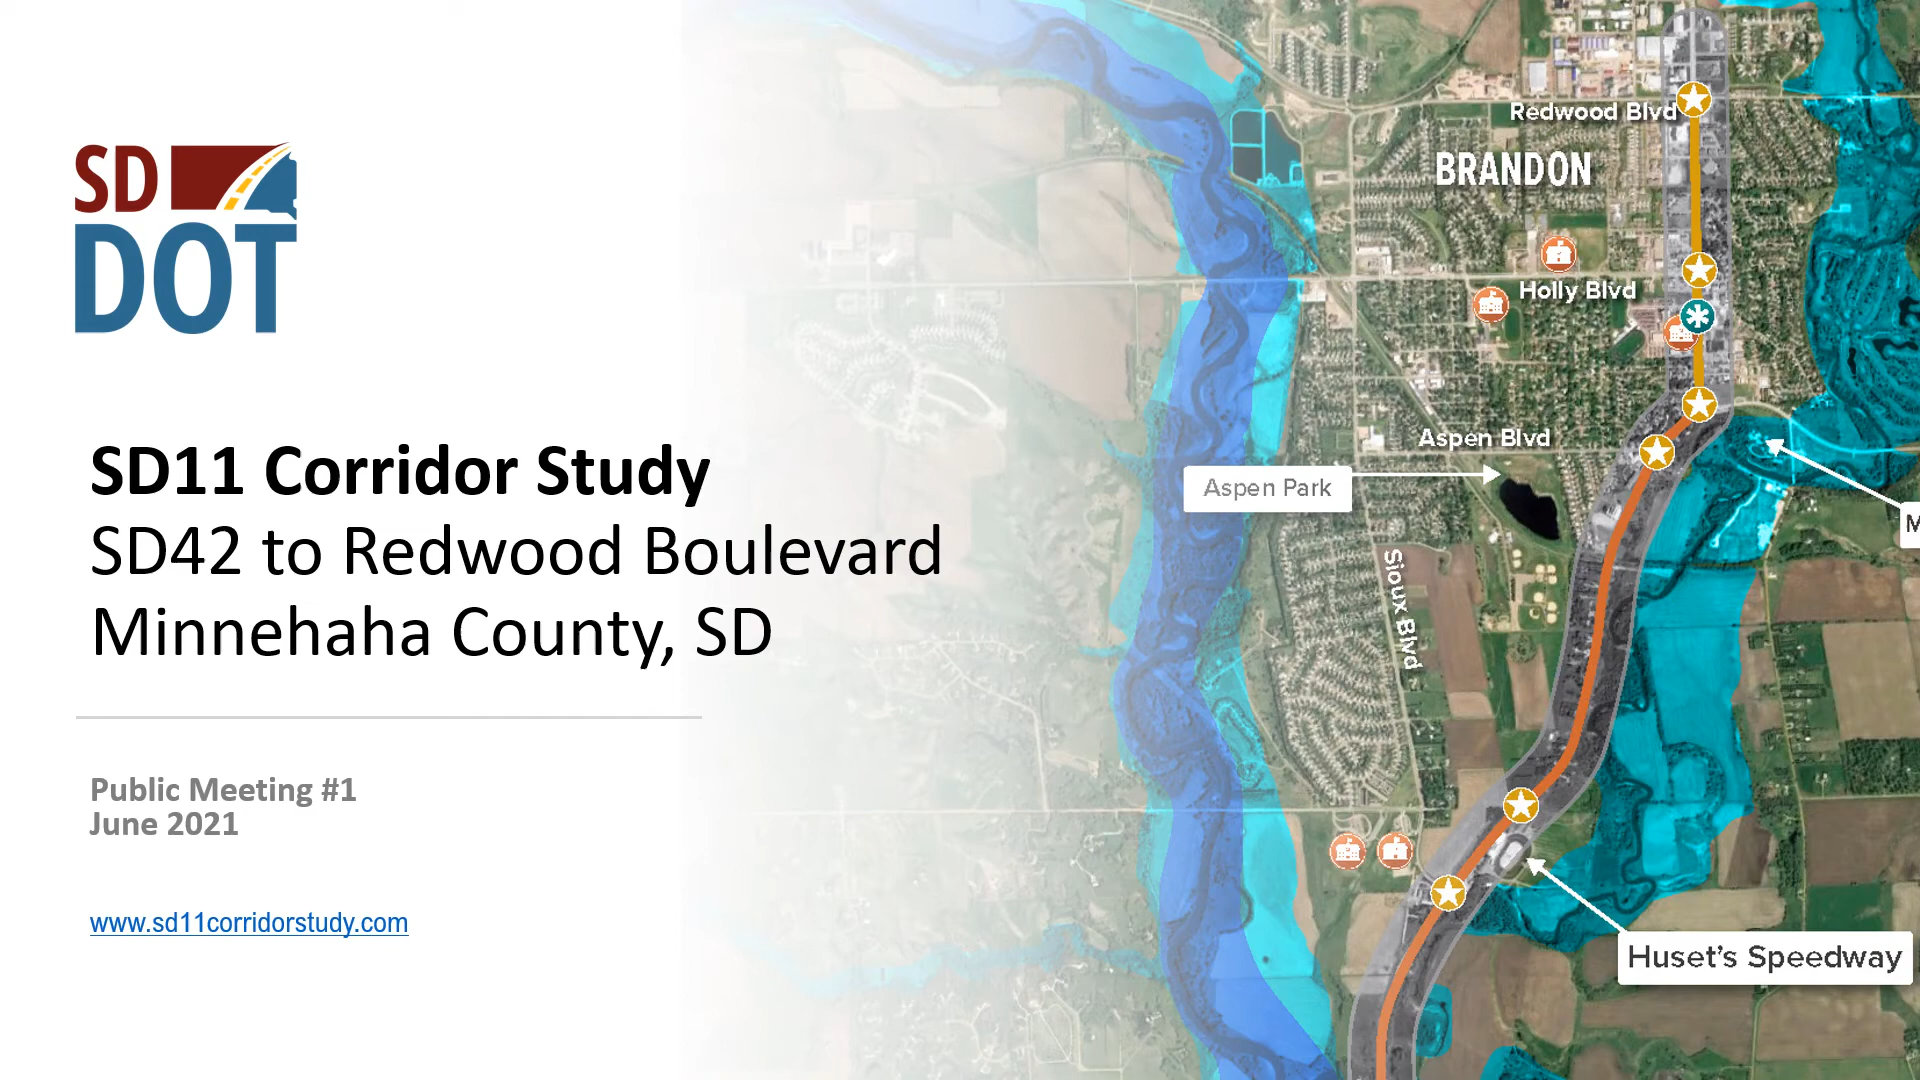 SD
DOT
SD11 Corridor Study
SD42 to Redwood Boulevard
Minnehaha County, SD
Public Meeting #1
June 2021
www.sd11corridorstudy.com
Redwood Blvd
BRANDON
Holly Blvd
Aspen Blvd
Aspen Park
M
Sioux Blvd
Huset's Speedway